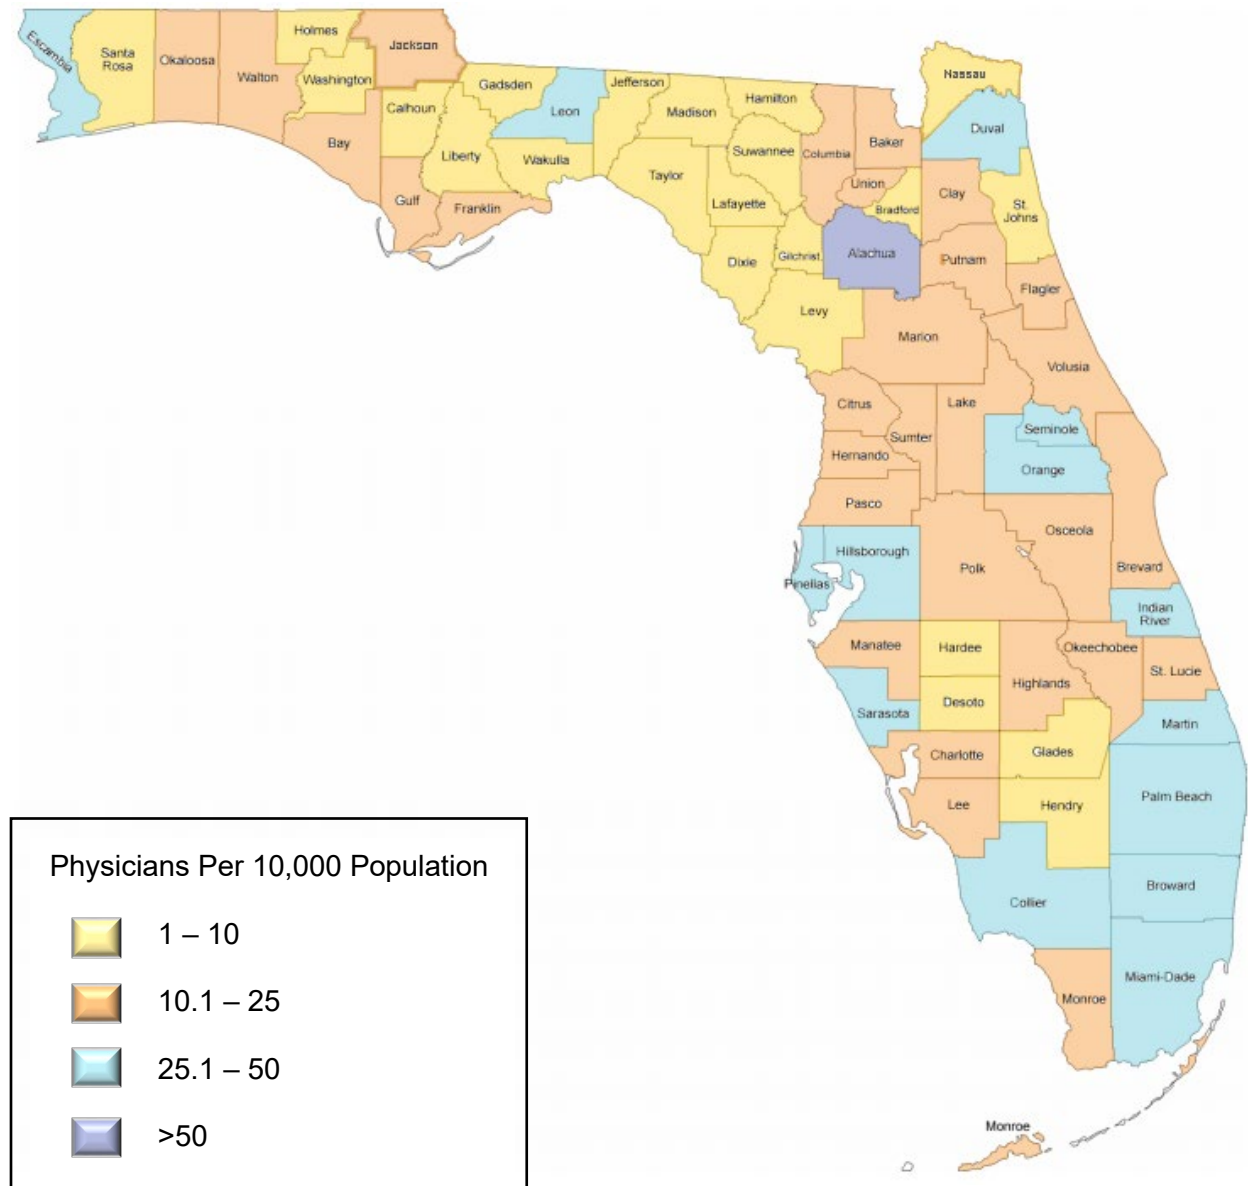 Escambia
Santa
Rosa
Okaloosa
Walton
Holmes
Washington
Jackson
Bay
Calhoun
Gulf
Liberty
Gadsden
Franklin
Leon
Wakulla
Jefferson
Madison
Taylor
Hamilton
Suwannee
Lafayette
Dixie
Columbia
Gilchrist
Levy
Baker
Union
Bradford
Alachua
Nassau
Duval
Clay
St.
Johns
Putnam
Flagler
Marion
Volusia
Citrus
Lake
Sumter
Hernando
Seminole
Orange
Pasco
Hillsborough
Pinellas
Polk
Osceola
Brevard
Indian
River
Manatee
Hardee
Highlands
Okeechobee
St. Lucie
Sarasota
Desoto
Martin
Charlotte
Glades
Lee
Hendry
Palm Beach
Collier
Broward
Monroe
Miami-Dade
Monroe
Physicians Per 10,000 Population
1 – 10
10.1 – 25
25.1 – 50
>50